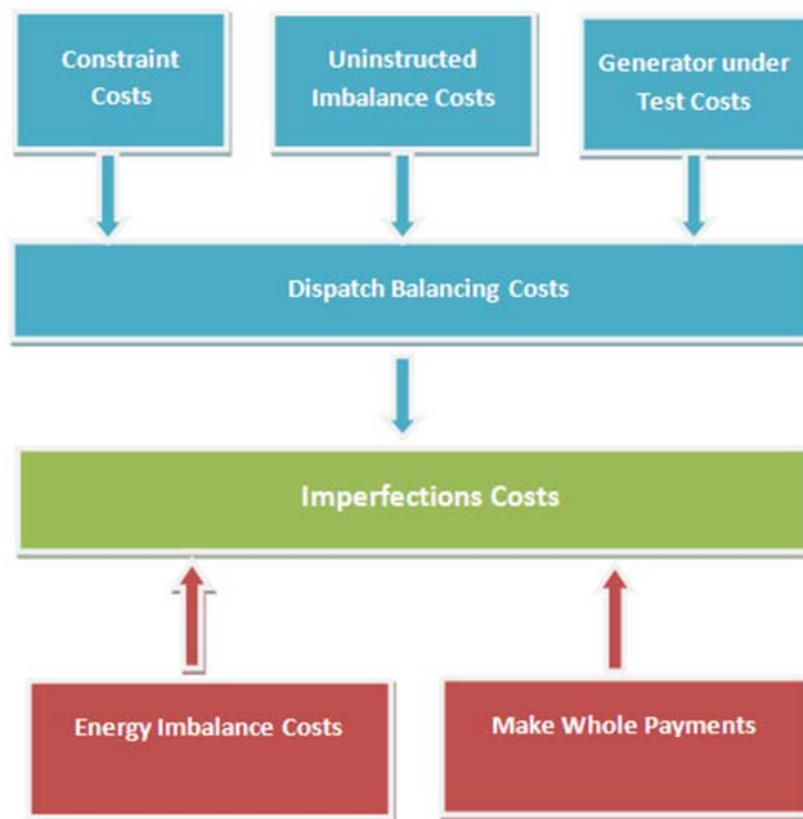 Constraint
Costs
Uninstructed
Imbalance Costs
Generator under
Test Costs
Dispatch Balancing Costs
Imperfections Costs
Energy Imbalance Costs
Make Whole Payments